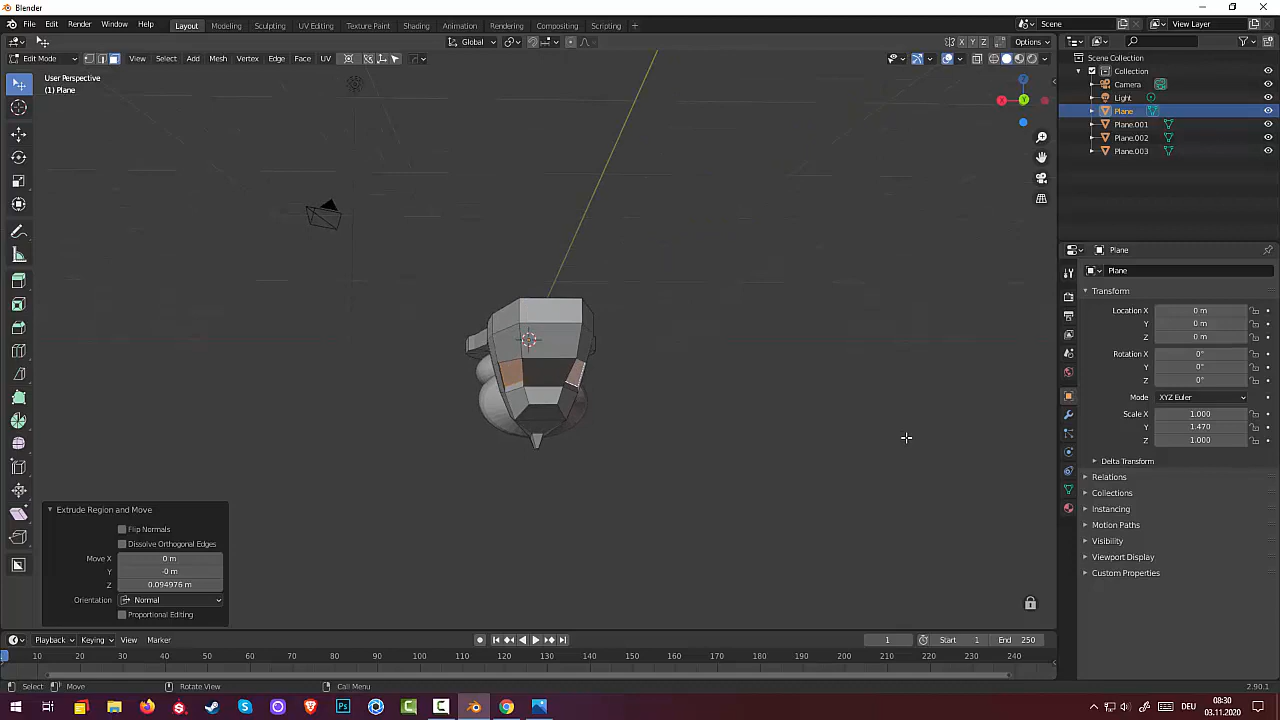 Blender
File Edit Render Window Help Layout Modeling Sculpting UV Editing Texture Paint Shading Animation Rendering Compositing Scripting + Scene View Layer
Global X Y Z Options
Edit Mode View Select Add Mesh Vertex Edge Face UV
User Perspective
(1) Plane
Scene Collection
Collection
Camera
Light
Plane
Plane.001
Plane.002
Plane.003
Plane
Plane
Transform
Location X 0 m
Y 0 m
Z 0 m
Rotation X 0°
Y 0°
Z 0°
Mode XYZ Euler
Scale X 1.000
Y 1.470
Z 1.000
Delta Transform
Relations
Collections
Instancing
Motion Paths
Visibility
Viewport Display
Custom Properties
Extrude Region and Move
Flip Normals
Dissolve Orthogonal Edges
Move X 0 m
Y -0 m
Z 0.094976 m
Orientation Normal
Proportional Editing
Playback Keying View Marker 1 Start 1 End 250
1 10 20 30 40 50 60 70 80 90 100 110 120 130 140 150 160 170 180 190 200 210 220 230 240
Select Move Rotate View Call Menu 2.90.1
DEU 08:30
03.11.2020